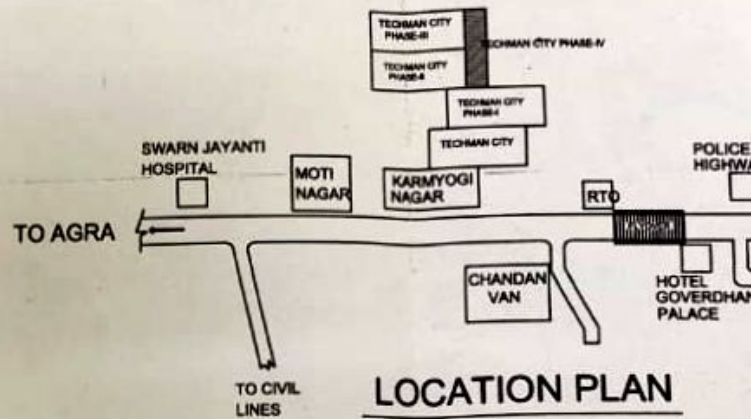 TECHMAN CITY
PHASE-III
TECHMAN CITY PHASE-IV
TECHMAN CITY
PHASE-II
TECHMAN CITY
PHASE-I
TECHMAN CITY
SWARN JAYANTI
HOSPITAL
MOTI
NAGAR
KARMYOGI
NAGAR
RTO
POLICE
HIGHWA
TO AGRA
CHANDAN
VAN
HOTEL
GOVERDHAN
PALACE
TO CIVIL
LINES
LOCATION PLAN